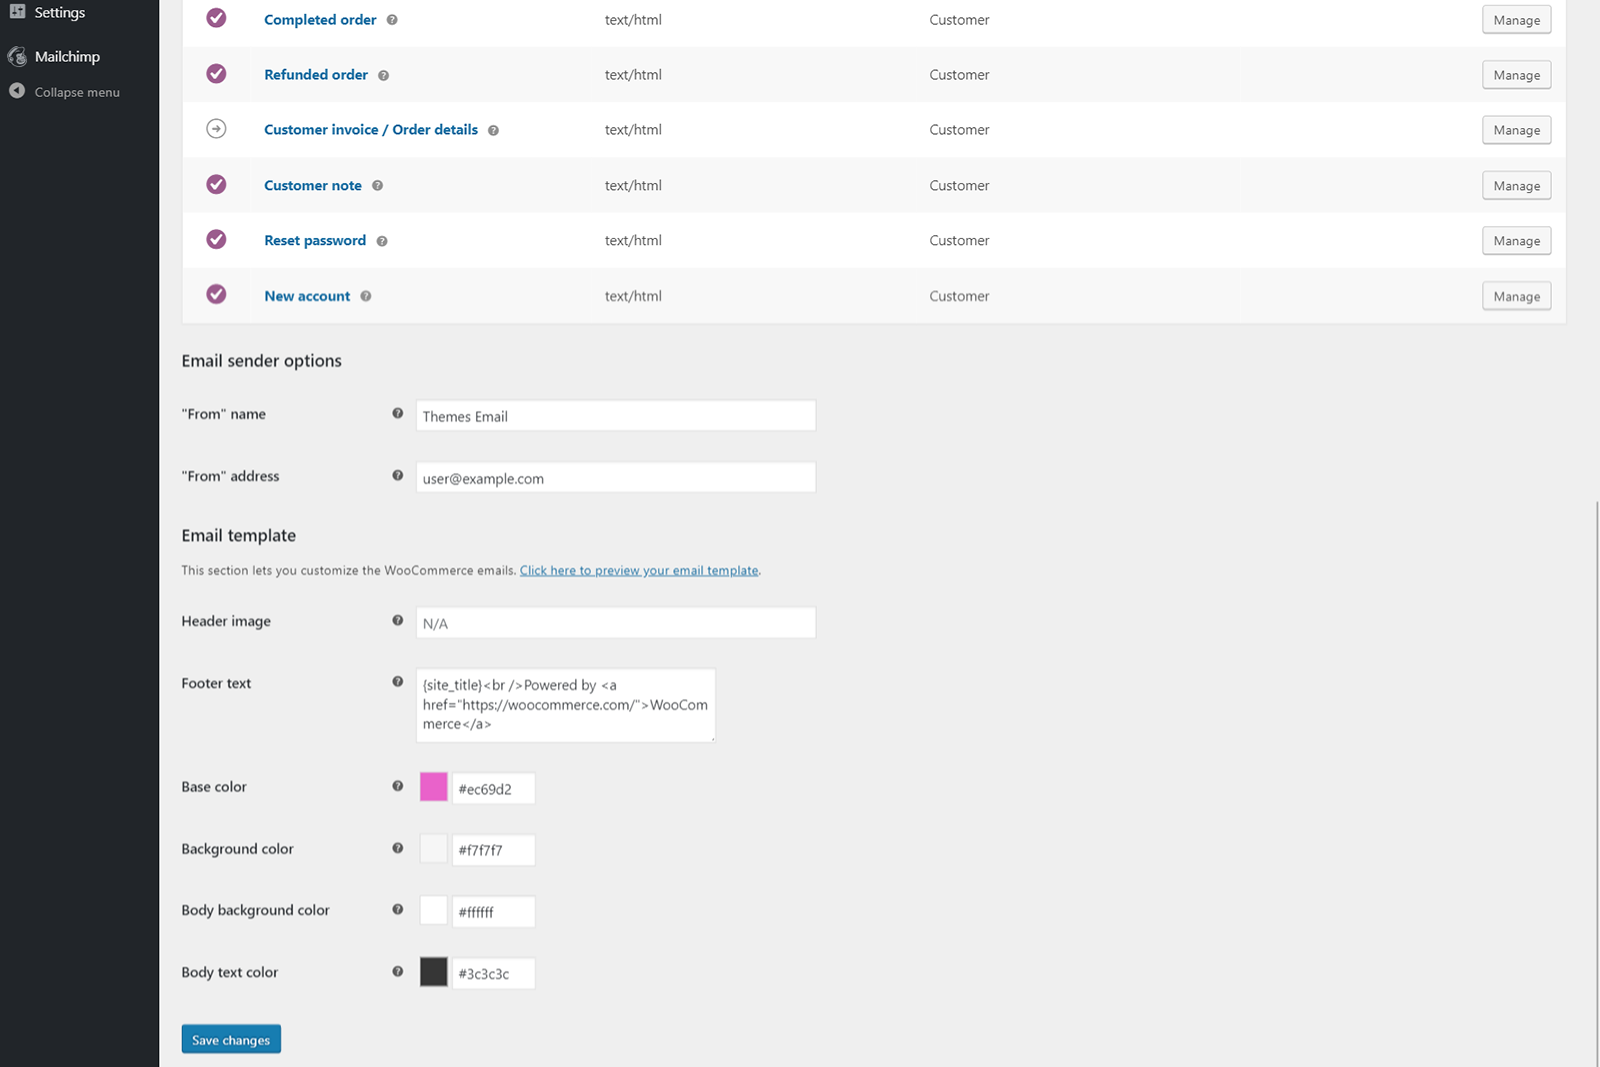 Settings
Mailchimp
Collapse menu
Completed order text/html Customer Manage
Refunded order text/html Customer Manage
Customer invoice / Order details text/html Customer Manage
Customer note text/html Customer Manage
Reset password text/html Customer Manage
New account text/html Customer Manage
Email sender options
"From" name Themes Email
"From" address user@example.com
Email template
This section lets you customize the WooCommerce emails. Click here to preview your email template.
Header image N/A
Footer text {site_title}<br />Powered by <a
href="https://woocommerce.com/">WooCom
merce</a>
Base color #ec69d2
Background color #f7f7f7
Body background color #ffffff
Body text color #3c3c3c
Save changes